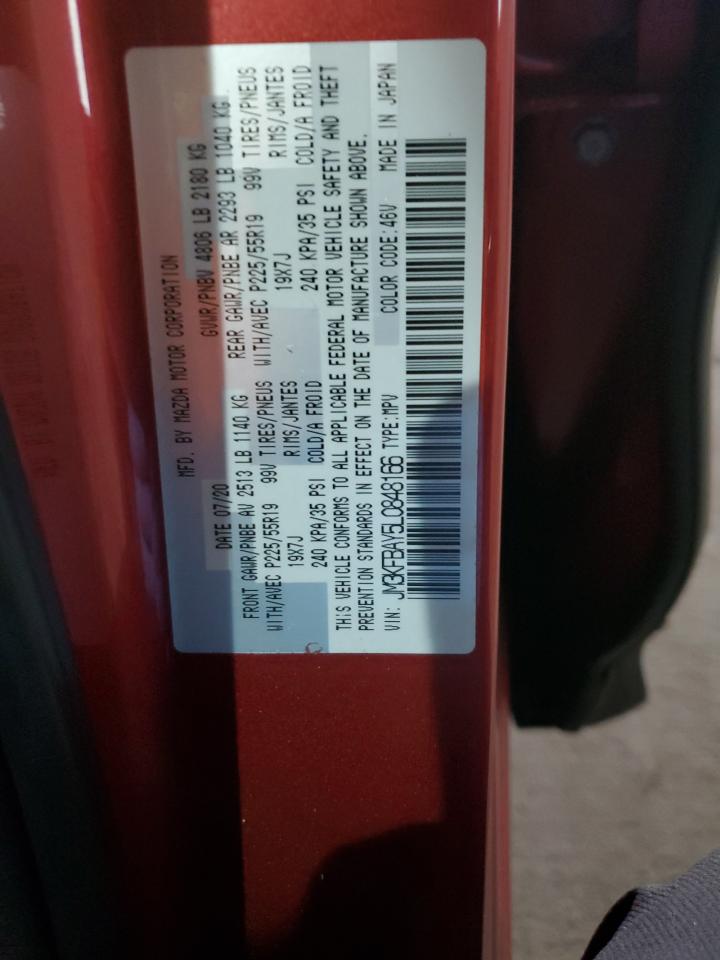 MFD. BY MAZDA MOTOR CORPORATION
DATE 07/20 GVWR/PNBV 4806 LB 2180 KG
FRONT GAWR/PNBE AV 2513 LB 1140 KG REAR GAWR/PNBE AR 2293 LB 1040 KG
WITH/AVEC P225/55R19 99V TIRES/PNEUS WITH/AVEC P225/55R19 99V TIRES/PNEUS
19X7J RIMS/JANTES 19X7J RIMS/JANTES
240 KPA/35 PSI COLD/A FROID 240 KPA/35 PSI COLD/A FROID
THIS VEHICLE CONFORMS TO ALL APPLICABLE FEDERAL MOTOR VEHICLE SAFETY AND THEFT
PREVENTION STANDARDS IN EFFECT ON THE DATE OF MANUFACTURE SHOWN ABOVE.
VIN: JM3KFBAY5L0848166 TYPE:MPV COLOR CODE:46V MADE IN JAPAN